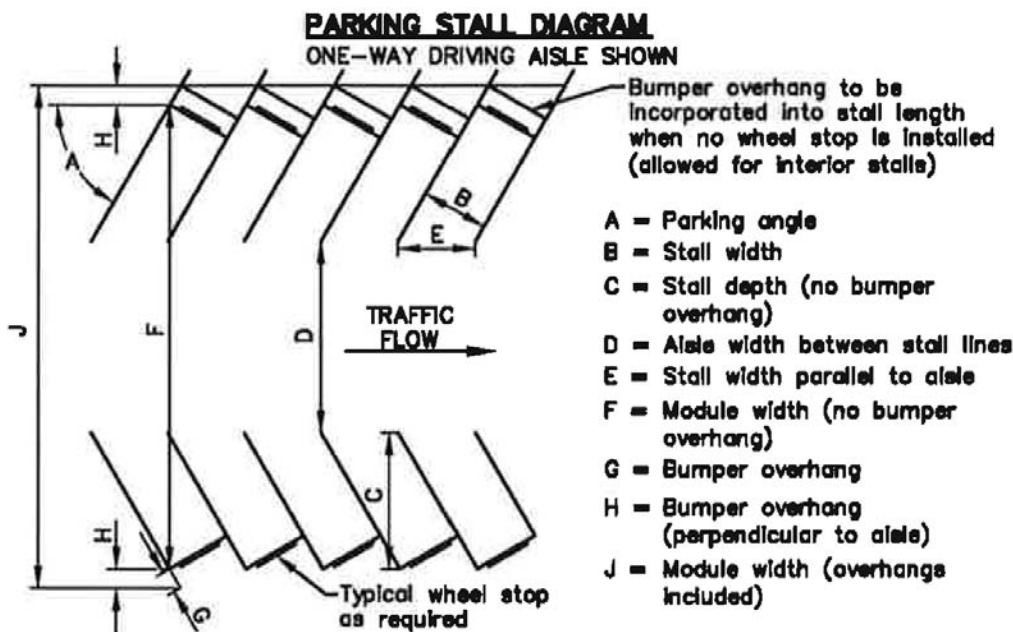 PARKING STALL DIAGRAM
ONE-WAY DRIVING AISLE SHOWN
Bumper overhang to be
incorporated into stall length
when no wheel stop is installed
(allowed for interior stalls)
H
A
B
E
J
F
D
TRAFFIC
FLOW
C
H
G
Typical wheel stop
as required
A = Parking angle
B = Stall width
C = Stall depth (no bumper
overhang)
D = Aisle width between stall lines
E = Stall width parallel to aisle
F = Module width (no bumper
overhang)
G = Bumper overhang
H = Bumper overhang
(perpendicular to aisle)
J = Module width (overhangs
included)